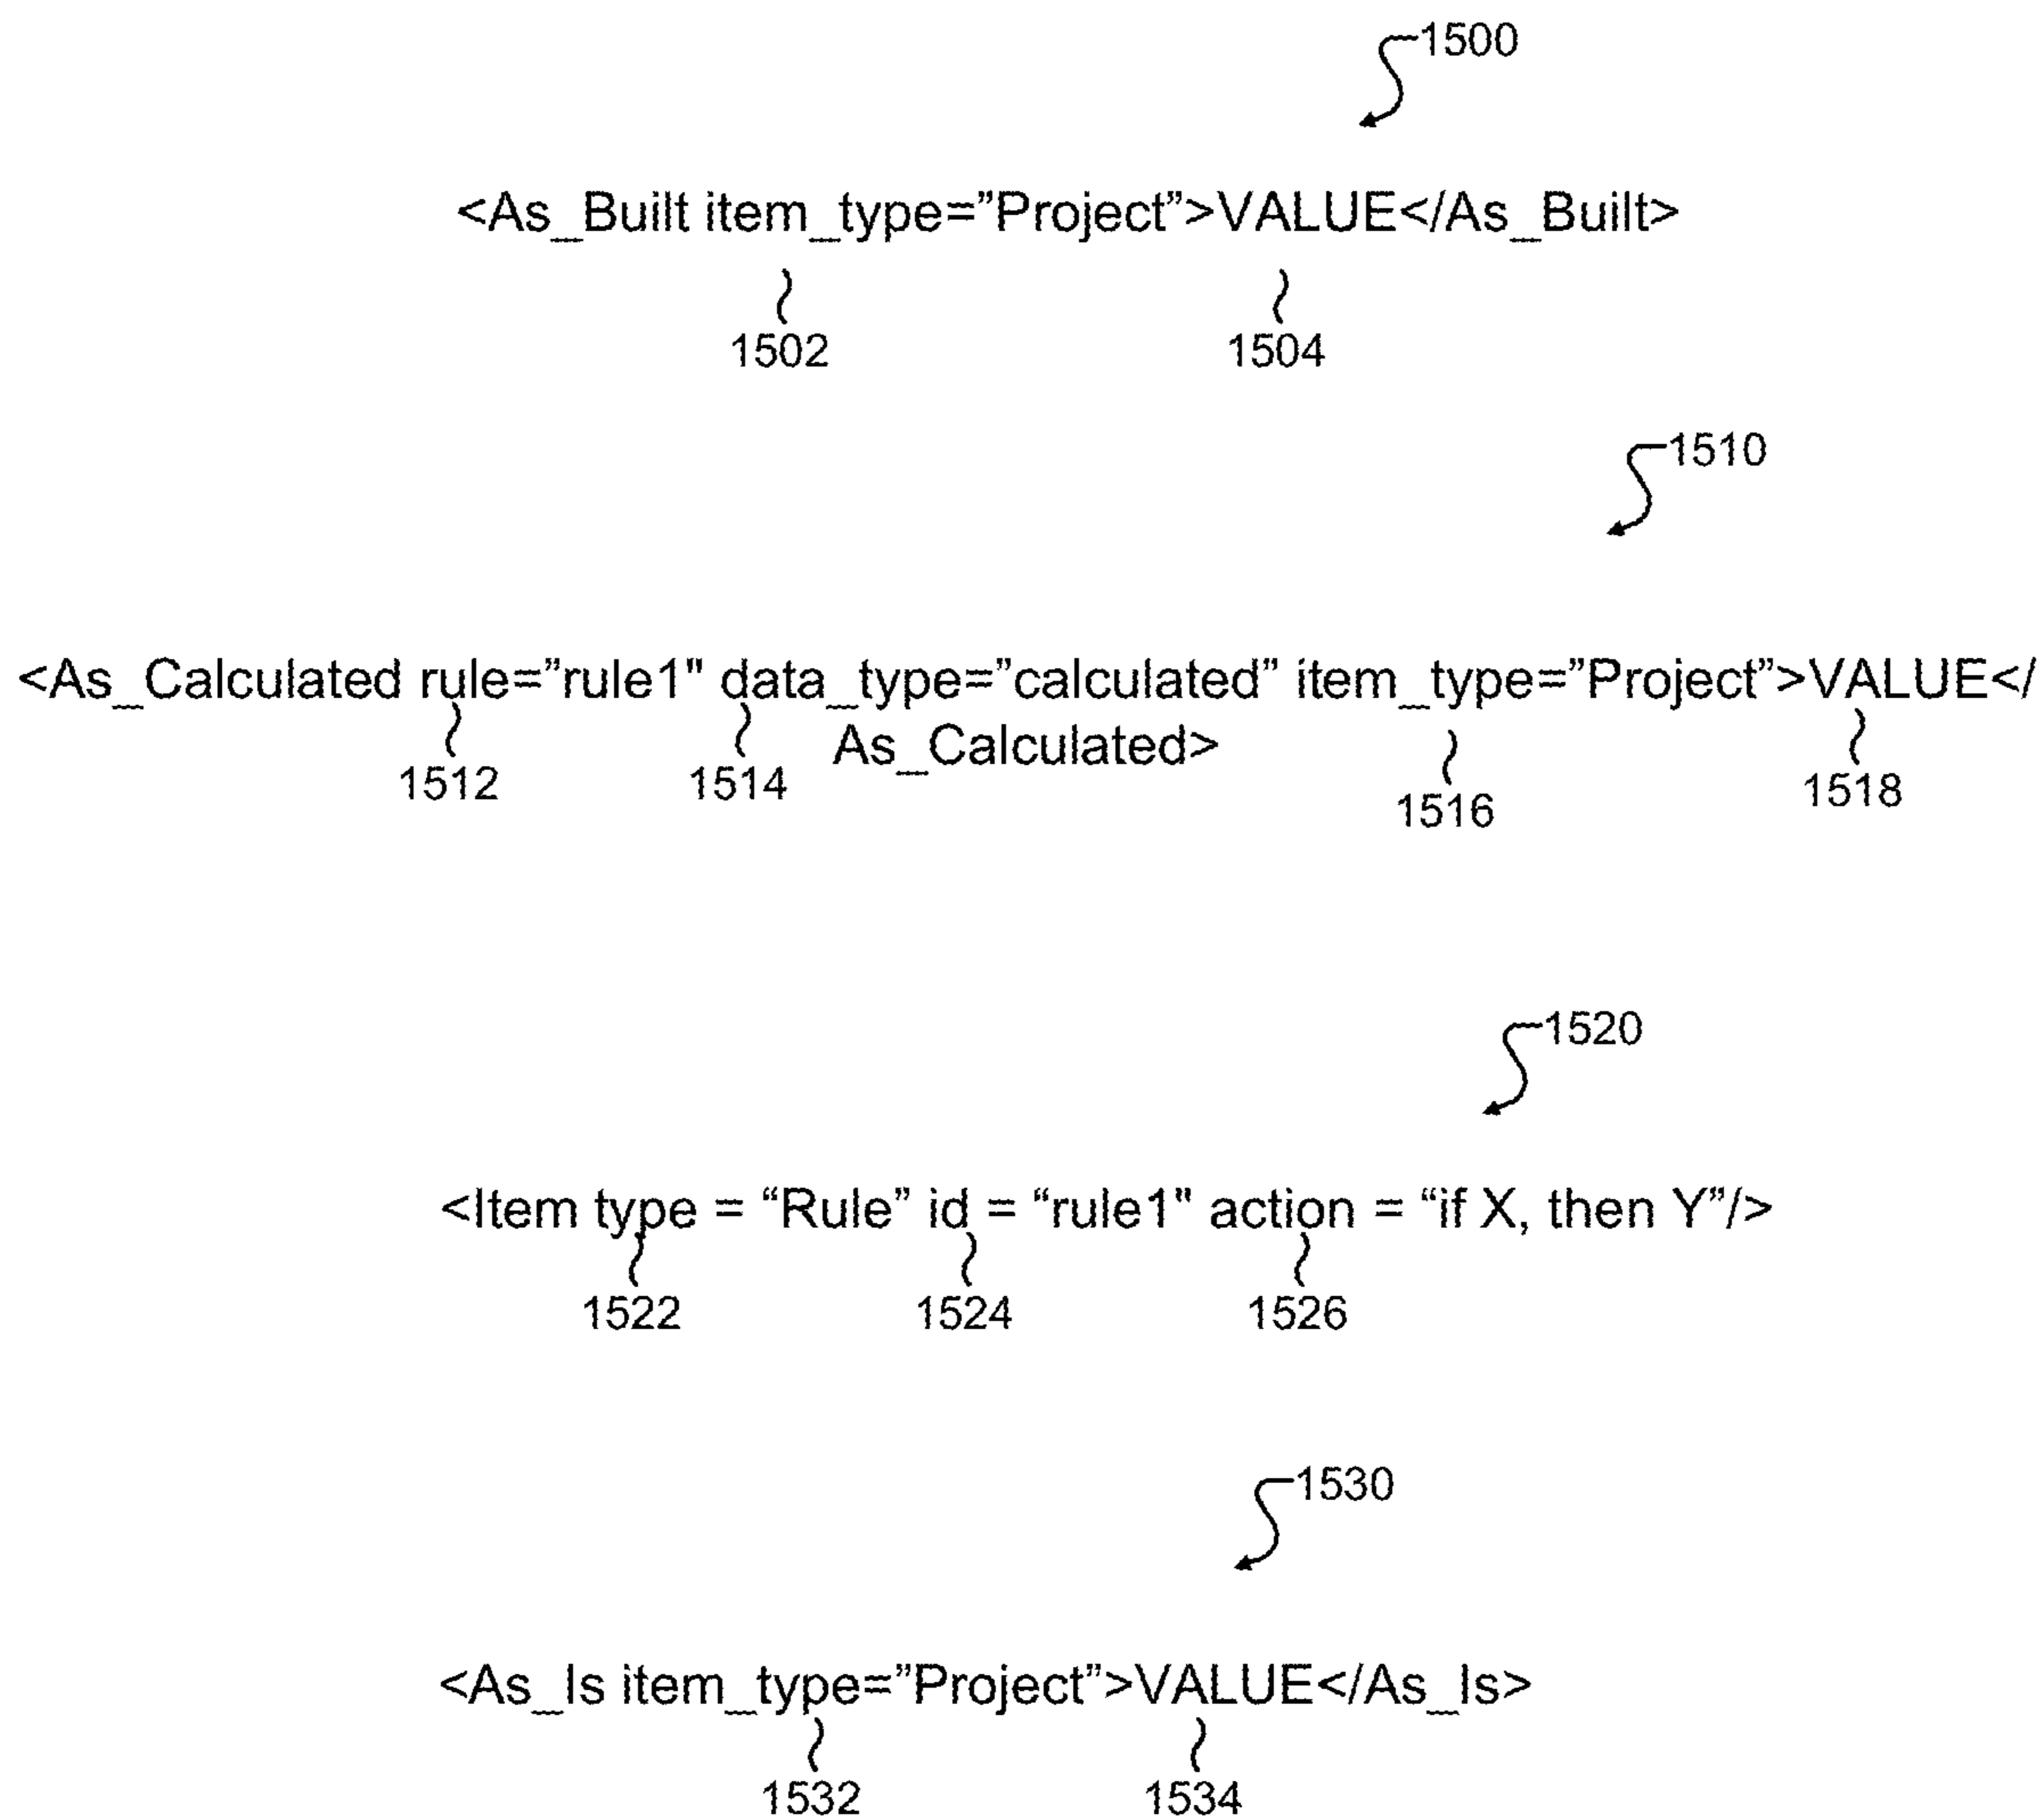 1500
<As_Built item_type=”Project”>VALUE</As_Built>
1502 1504
1510
<As_Calculated rule=”rule1" data_type=”calculated” item_type=”Project”>VALUE</
As_Calculated>
1512 1514 1516 1518
1520
<Item type = “Rule” id = “rule1" action = “if X, then Y”/>
1522 1524 1526
1530
<As_Is item_type=”Project”>VALUE</As_Is>
1532 1534